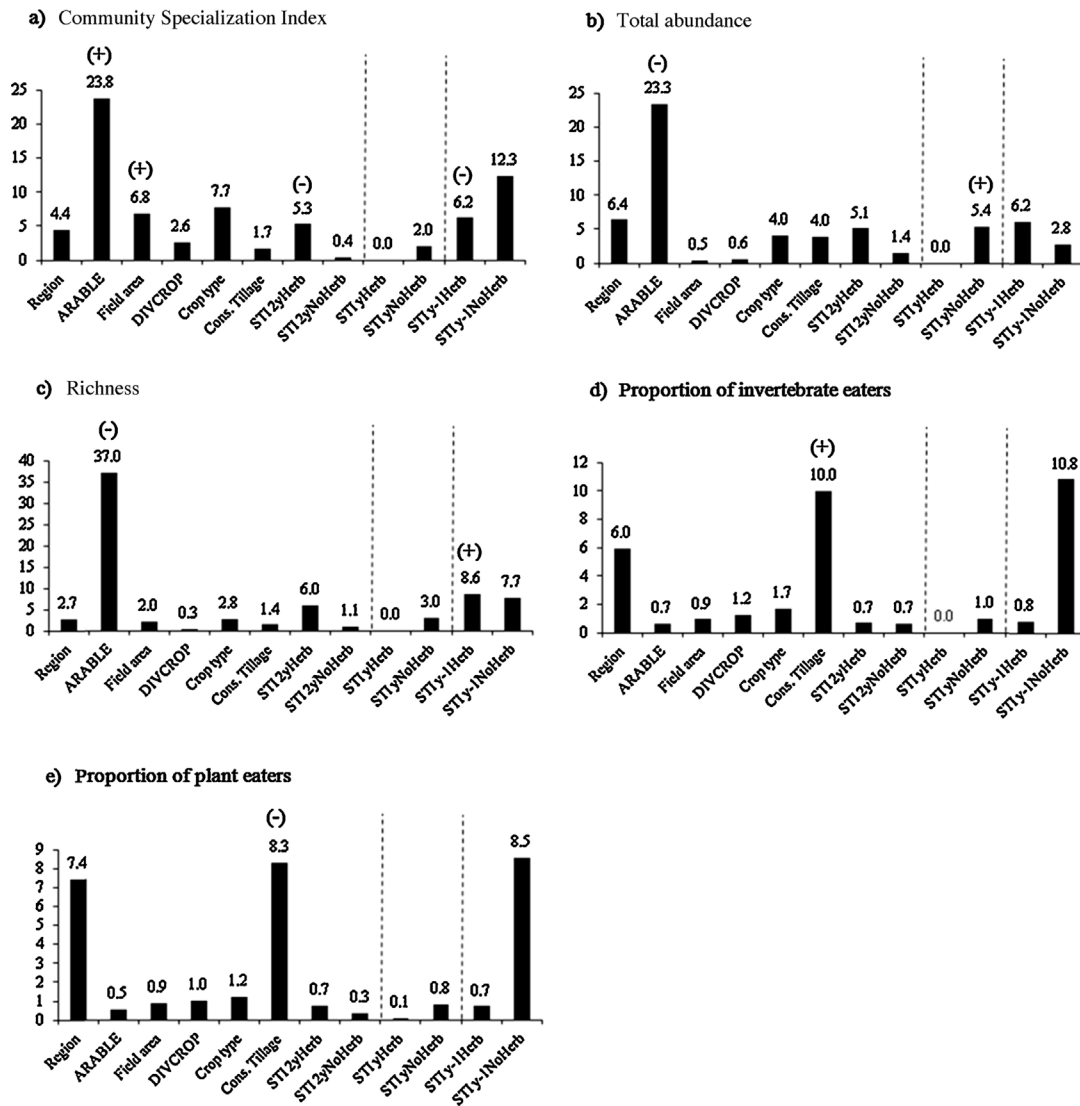 a) Community Specialization Index
(+)
23.8
25
20
15
10
5
0
4.4
(+)
6.8
2.6
7.7
1.7
(-)
5.3
0.4
0.0
2.0
(-)
6.2
12.3
Region
ARABLE
Field area
DIVCROP
Crop type
Cons. Tillage
STI2yHerb
STI2yNoHerb
STIyHerb
STIyNoHerb
STIy-1Herb
STIy-1NoHerb
b) Total abundance
(-)
23.3
25
20
15
10
5
0
6.4
0.5
0.6
4.0
4.0
5.1
1.4
0.0
(+)
5.4
6.2
2.8
Region
ARABLE
Field area
DIVCROP
Crop type
Cons. Tillage
STI2yHerb
STI2yNoHerb
STIyHerb
STIyNoHerb
STIy-1Herb
STIy-1NoHerb
c) Richness
(-)
37.0
40
35
30
25
20
15
10
5
0
2.7
2.0
0.3
2.8
1.4
6.0
1.1
0.0
3.0
(+)
8.6
7.7
Region
ARABLE
Field area
DIVCROP
Crop type
Cons. Tillage
STI2yHerb
STI2yNoHerb
STIyHerb
STIyNoHerb
STIy-1Herb
STIy-1NoHerb
d) Proportion of invertebrate eaters
12
10
8
6
4
2
0
6.0
0.7
0.9
1.2
1.7
(+)
10.0
0.7
0.7
0.0
1.0
0.8
10.8
Region
ARABLE
Field area
DIVCROP
Crop type
Cons. Tillage
STI2yHerb
STI2yNoHerb
STIyHerb
STIyNoHerb
STIy-1Herb
STIy-1NoHerb
e) Proportion of plant eaters
9
8
7
6
5
4
3
2
1
0
7.4
0.5
0.9
1.0
1.2
(-)
8.3
0.7
0.3
0.1
0.8
0.7
8.5
Region
ARABLE
Field area
DIVCROP
Crop type
Cons. Tillage
STI2yHerb
STI2yNoHerb
STIyHerb
STIyNoHerb
STIy-1Herb
STIy-1NoHerb